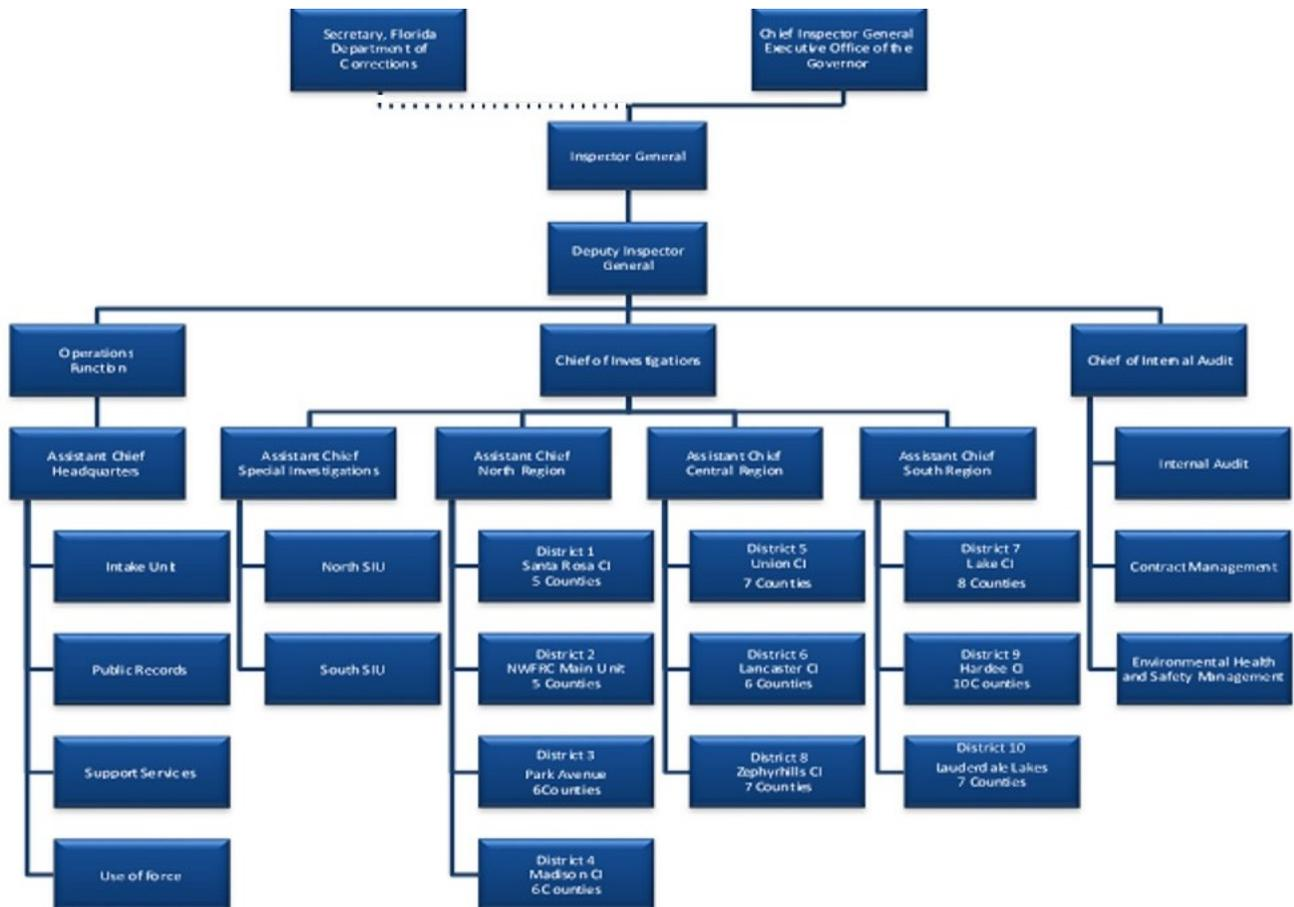 Secretary, Florida
Department of
Corrections
Chief Inspector General
Executive Office of the
Governor
Inspector General
Deputy Inspector
General
Operations
Function
Chief of Investigations
Chief of Internal Audit
Assistant Chief
Headquarters
Assistant Chief
Special Investigations
Assistant Chief
North Region
Assistant Chief
Central Region
Assistant Chief
South Region
Internal Audit
Intake Unit
North SIU
District 1
Santa Rosa CI
5 Counties
District 5
Union CI
7 Counties
District 7
Lake CI
8 Counties
Contract Management
Public Records
South SIU
District 2
NWFRC Main Unit
5 Counties
District 6
Lancaster CI
6 Counties
District 9
Hardee CI
10Counties
Environmental Health
and Safety Management
Support Services
District 3
Park Avenue
6Counties
District 8
Zephyrhills CI
7 Counties
District 10
Lauderdale Lakes
7 Counties
Use of Force
District 4
Madison CI
6Counties